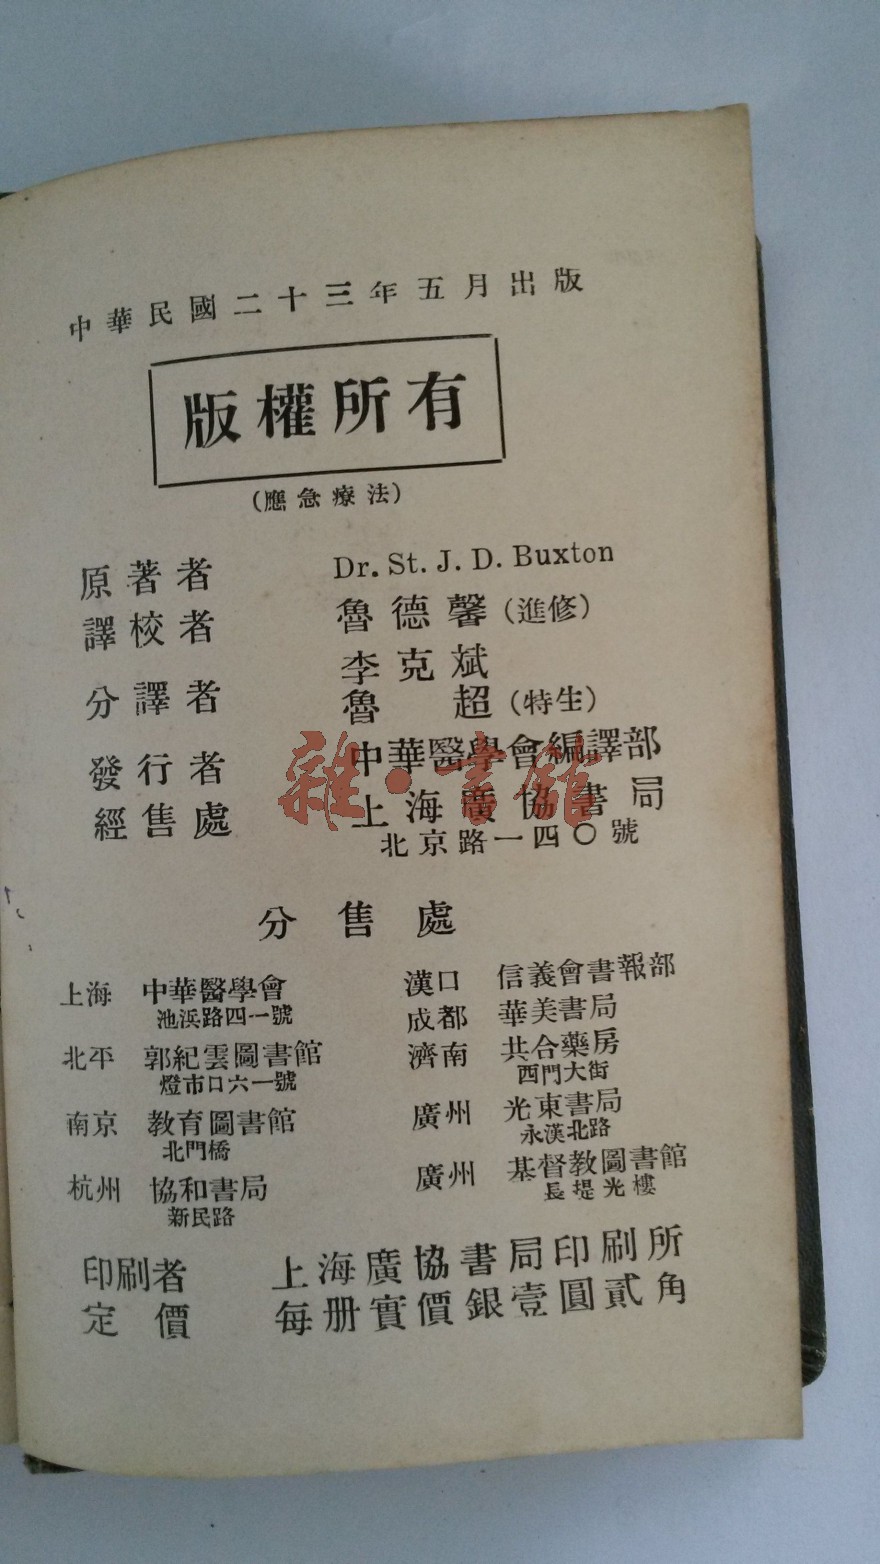 中華民國二十三年五月出版
版權所有
(應急療法)
原著者 Dr. St. J. D. Buxton
譯校者 魯德馨(進修)
李克斌
分譯者 魯超(特生)
發行者 中華醫學會編譯部
經售處 上海廣協書局
北京路一四〇號
分售處
上海 中華醫學會
池浜路四一號
北平 郭紀雲圖書館
燈市口六一號
南京 教育圖書館
北門橋
杭州 協和書局
新民路
漢口 信義會書報部
成都 華美書局
濟南 共合藥房
西門大街
廣州 光東書局
永漢北路
廣州 基督教圖書館
長堤光樓
印刷者 上海廣協書局印刷所
定價 每册實價銀壹圓貳角
雜·書館